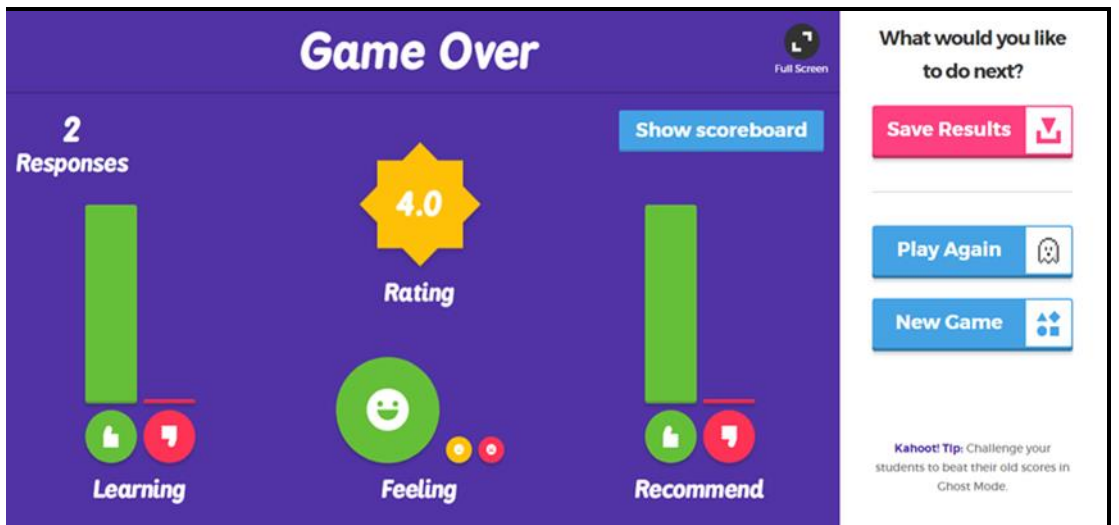 Game Over
Full Screen
2
Responses
Show scoreboard
4.0
Rating
Learning
Feeling
Recommend
What would you like
to do next?
Save Results
Play Again
New Game
Kahoot! Tip: Challenge your
students to beat their old scores in
Ghost Mode.